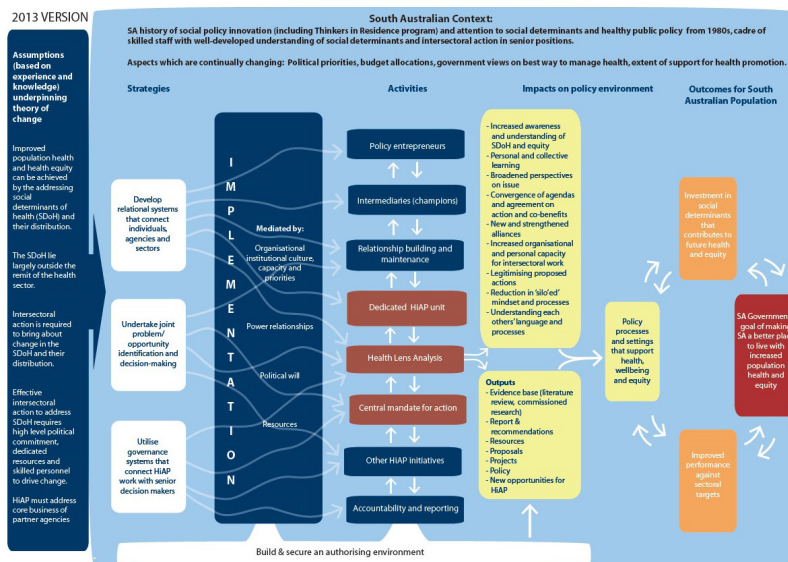 2013 VERSION
South Australian Context:
SA history of social policy innovation (including Thinkers in Residence program) and attention to social determinants and healthy public policy from 1980s, cadre of
skilled staff with well-developed understanding of social determinants and intersectoral action in senior positions.
Aspects which are continually changing: Political priorities, budget allocations, government views on best way to manage health, extent of support for health promotion.
Assumptions
(based on
experience and
knowledge)
underpinning
theory of
change
Improved
population health
and health equity
can be achieved
by the addressing
social
determinants of
health (SDoH) and
their distribution.
The SDoH lie
largely outside the
remit of the health
sector.
Intersectoral
action is required
to bring about
change in the
SDoH and their
distribution.
Effective
intersectoral
action to address
SDoH requires
high level political
commitment,
dedicated
resources and
skilled personnel
to drive change.
HiAP must address
core business of
partner agencies
Strategies
Develop
relational systems
that connect
individuals,
agencies and
sectors
Undertake joint
problem/
opportunity
identification and
decision-making
Utilise
governance
systems that
connect HiAP
work with senior
decision makers
IMPLEMENTATION
Mediated by:
Organisational
institutional culture,
capacity and
priorities
Power relationships
Political will
Resources
Activities
Policy entrepreneurs
Intermediaries (champions)
Relationship building and
maintenance
Dedicated HiAP unit
Health Lens Analysis
Central mandate for action
Other HiAP initiatives
Accountability and reporting
Build & secure an authorising environment
Impacts on policy environment
- Increased awareness
and understanding of
SDoH and equity
- Personal and collective
learning
- Broadened perspectives
on issue
- Convergence of agendas
and agreement on
action and co-benefits
- New and strengthened
alliances
- Increased organisational
and personal capacity
for intersectoral work
- Legitimising proposed
actions
- Reduction in 'silo'ed'
mindset and processes
- Understanding each
others' language and
processes
Outputs
- Evidence base (literature
review, commissioned
research)
- Report &
recommendations
- Resources
- Proposals
- Projects
- Policy
- New opportunities for
HiAP
Policy
processes
and settings
that support
health,
wellbeing
and equity
Outcomes for South
Australian Population
Investment in
social
determinants
that
contributes to
future health
and equity
SA Government
goal of making
SA a better place
to live with
increased
population
health and
equity
Improved
performance
against
sectoral
targets